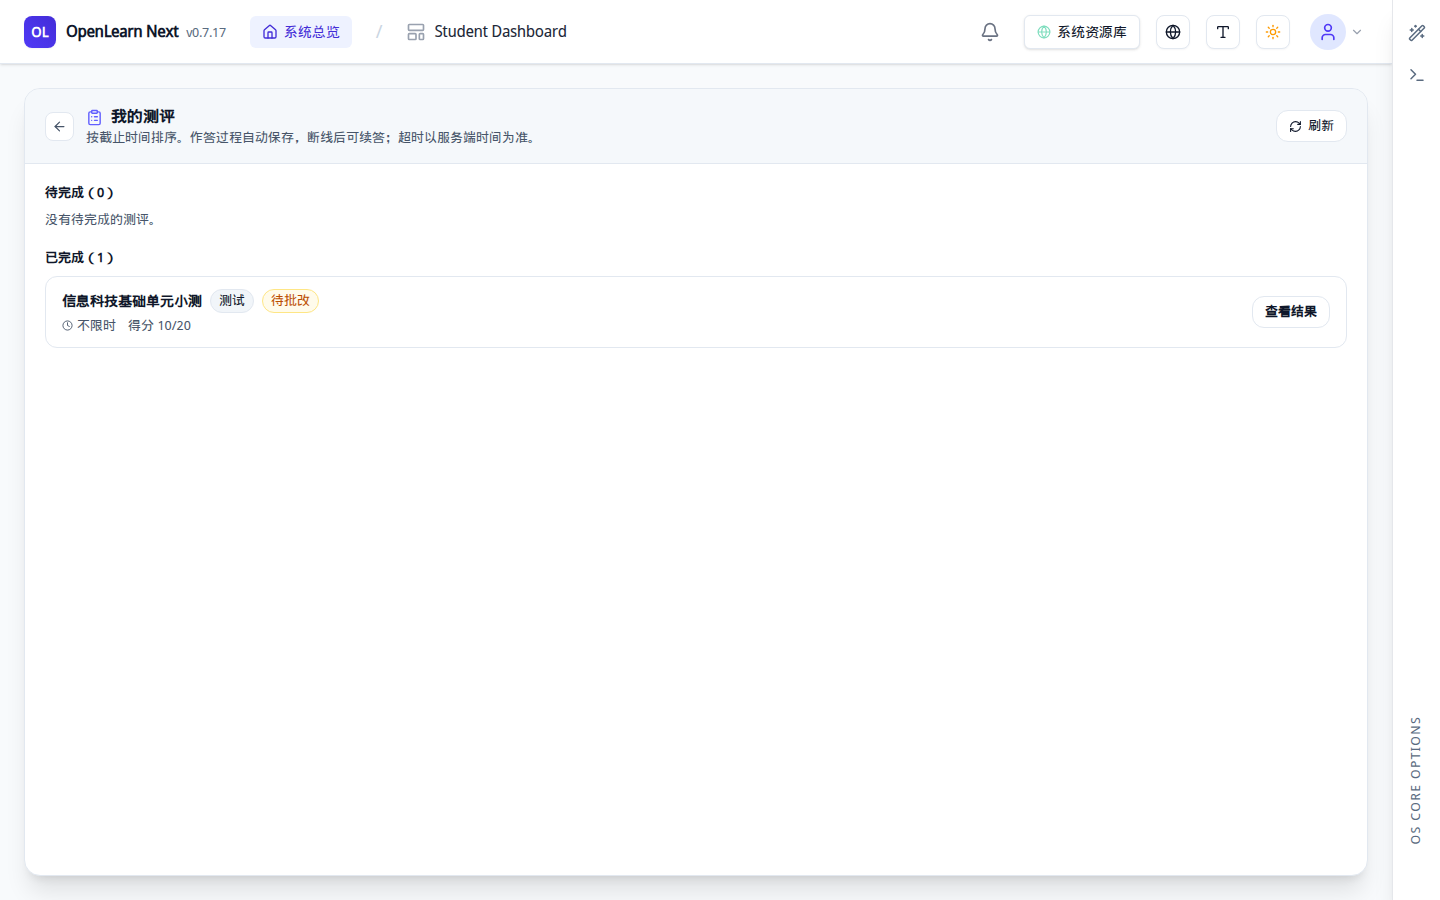 OL OpenLearn Next v0.7.17 系统总览 / Student Dashboard 系统资源库
我的测评
按截止时间排序。作答过程自动保存，断线后可续答；超时以服务端时间为准。
刷新
待完成（0）
没有待完成的测评。
已完成（1）
信息科技基础单元小测 测试 待批改
不限时 得分 10/20
查看结果
OS CORE OPTIONS